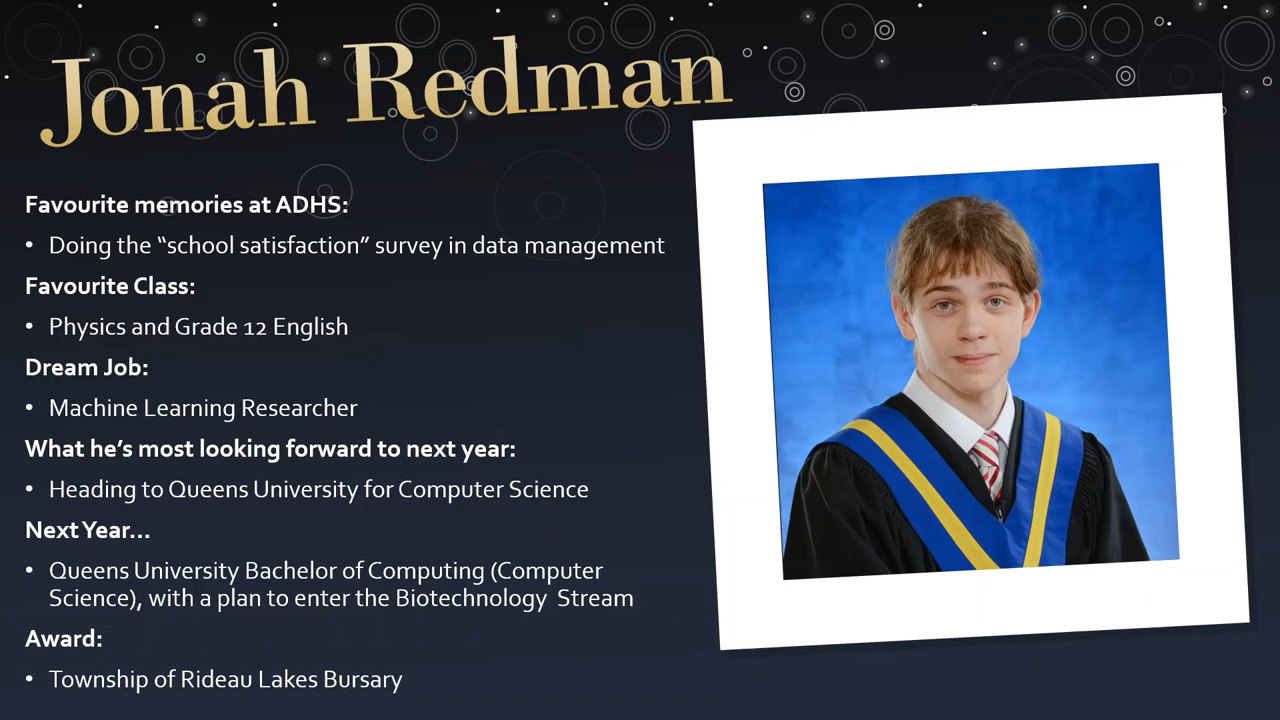 Jonah Redman
Favourite memories at ADHS:
• Doing the “school satisfaction” survey in data management
Favourite Class:
• Physics and Grade 12 English
Dream Job:
• Machine Learning Researcher
What he’s most looking forward to next year:
• Heading to Queens University for Computer Science
Next Year…
• Queens University Bachelor of Computing (Computer
Science), with a plan to enter the Biotechnology  Stream
Award:
• Township of Rideau Lakes Bursary